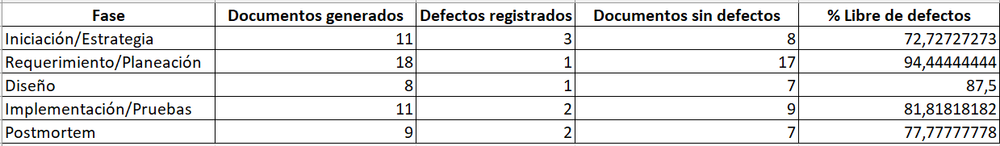 Fase Documentos generados Defectos registrados Documentos sin defectos % Libre de defectos
Iniciación/Estrategia 11 3 8 72,72727273
Requerimiento/Planeación 18 1 17 94,44444444
Diseño 8 1 7 87,5
Implementación/Pruebas 11 2 9 81,81818182
Postmortem 9 2 7 77,77777778